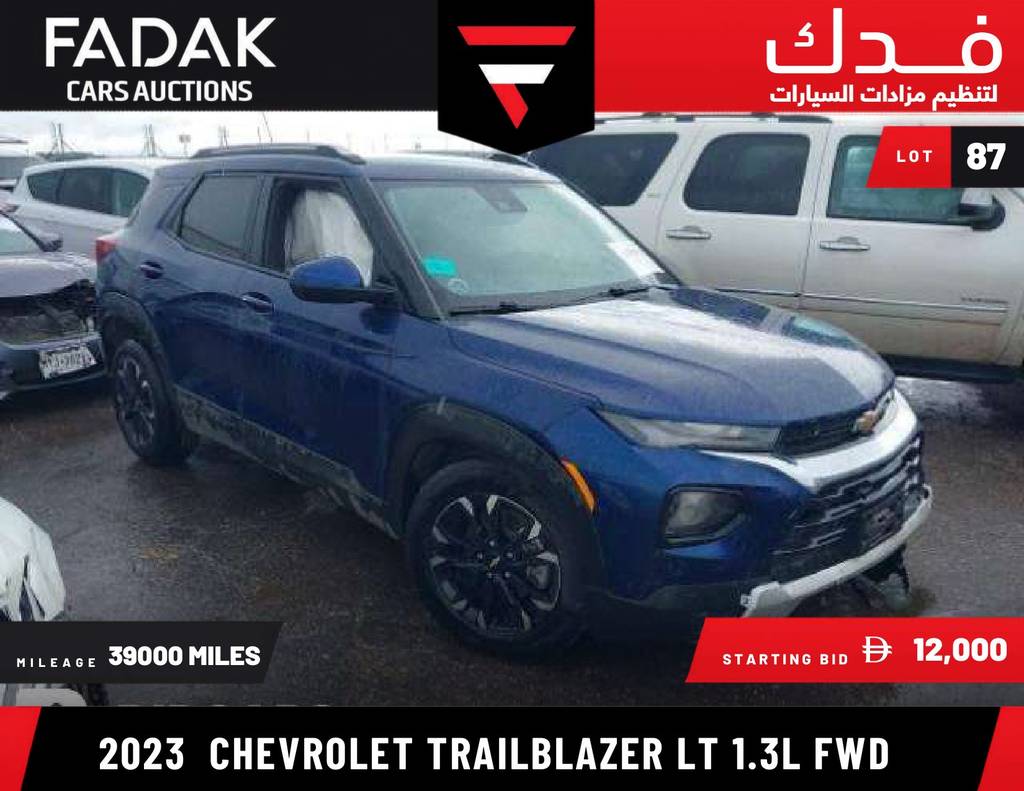 FADAK
CARS AUCTIONS
فدك
لتنظيم مزادات السيارات
LOT 87
MILEAGE 39000 MILES
STARTING BID 12,000
2023 CHEVROLET TRAILBLAZER LT 1.3L FWD